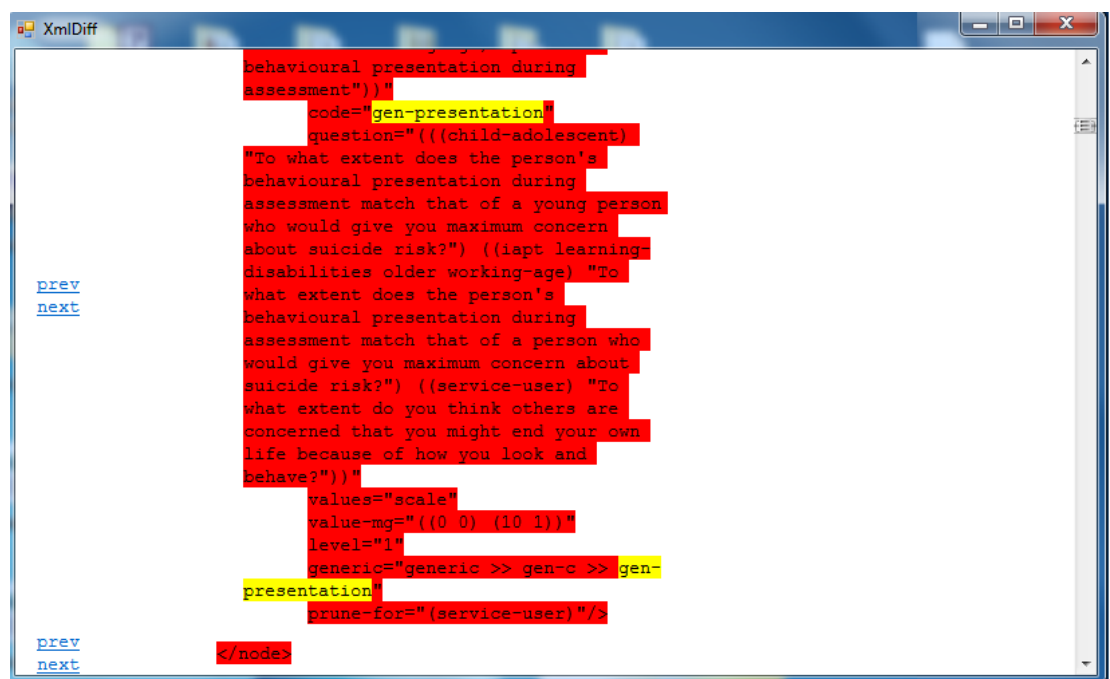 XmlDiff
behavioural presentation during
assessment"))"
code="gen-presentation"
question="(((child-adolescent)
"To what extent does the person's
behavioural presentation during
assessment match that of a young person
who would give you maximum concern
about suicide risk?") ((iapt learning-
disabilities older working-age) "To
what extent does the person's
behavioural presentation during
assessment match that of a person who
would give you maximum concern about
suicide risk?") ((service-user) "To
what extent do you think others are
concerned that you might end your own
life because of how you look and
behave?"))"
values="scale"
value-mg="((0 0) (10 1))"
level="1"
generic="generic >> gen-c >> gen-
presentation"
prune-for="(service-user)"/>
prev
next
</node>
prev
next